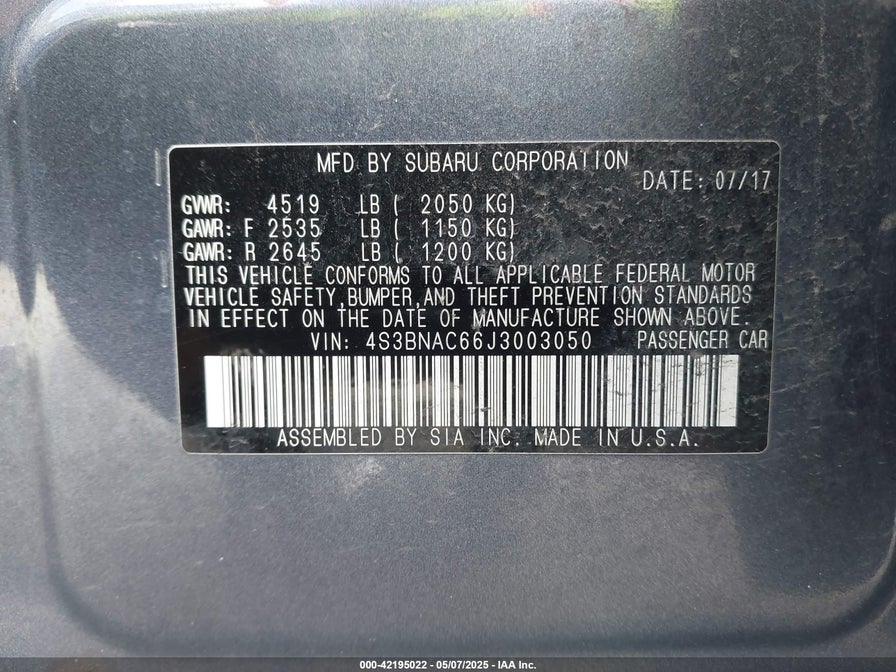 MFD BY SUBARU CORPORATION
DATE: 07/17
GVWR: 4519 LB ( 2050 KG)
GAWR: F 2535 LB ( 1150 KG)
GAWR: R 2645 LB ( 1200 KG)
THIS VEHICLE CONFORMS TO ALL APPLICABLE FEDERAL MOTOR
VEHICLE SAFETY,BUMPER,AND THEFT PREVENTION STANDARDS
IN EFFECT ON THE DATE OF MANUFACTURE SHOWN ABOVE.
VIN: 4S3BNAC66J3003050 PASSENGER CAR
ASSEMBLED BY SIA INC. MADE IN U.S.A.
000-42195022 - 05/07/2025 - IAA Inc.